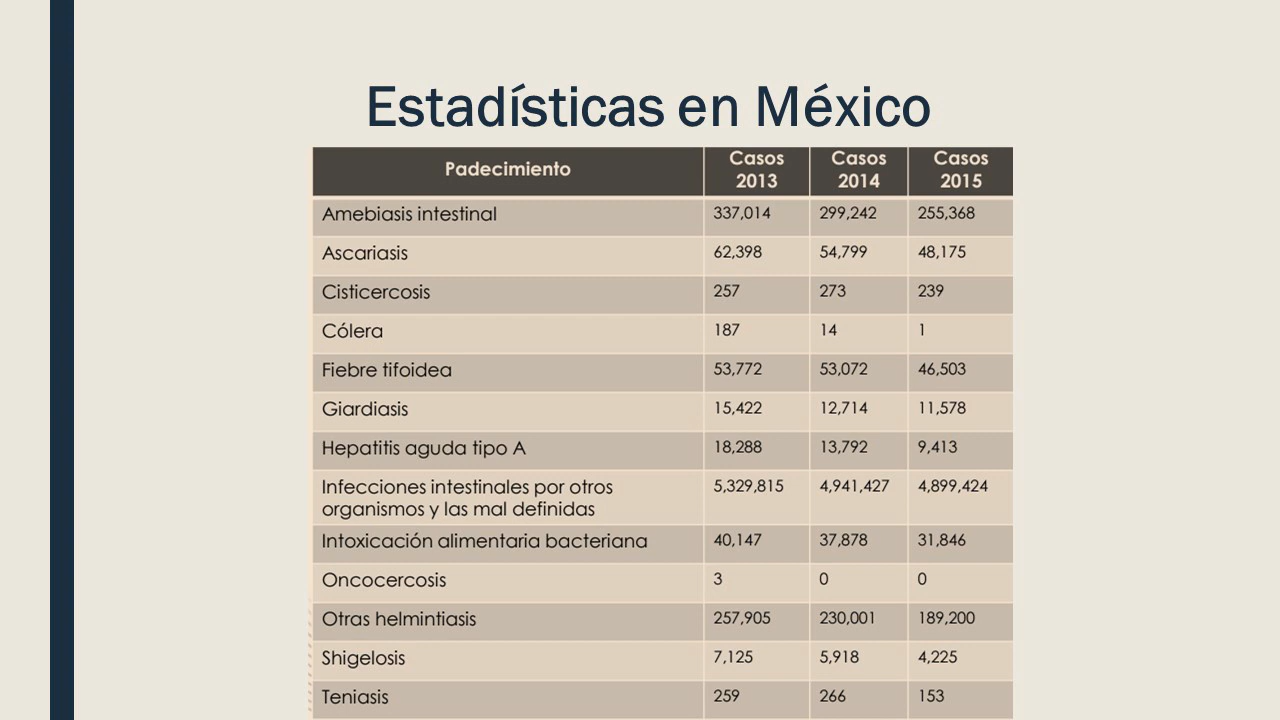 Estadísticas en México
Padecimiento Casos 2013 Casos 2014 Casos 2015
Amebiasis intestinal 337,014 299,242 255,368
Ascariasis 62,398 54,799 48,175
Cisticercosis 257 273 239
Cólera 187 14 1
Fiebre tifoidea 53,772 53,072 46,503
Giardiasis 15,422 12,714 11,578
Hepatitis aguda tipo A 18,288 13,792 9,413
Infecciones intestinales por otros 5,329,815 4,941,427 4,899,424
organismos y las mal definidas
Intoxicación alimentaria bacteriana 40,147 37,878 31,846
Oncocercosis 3 0 0
Otras helmintiasis 257,905 230,001 189,200
Shigelosis 7,125 5,918 4,225
Teniasis 259 266 153